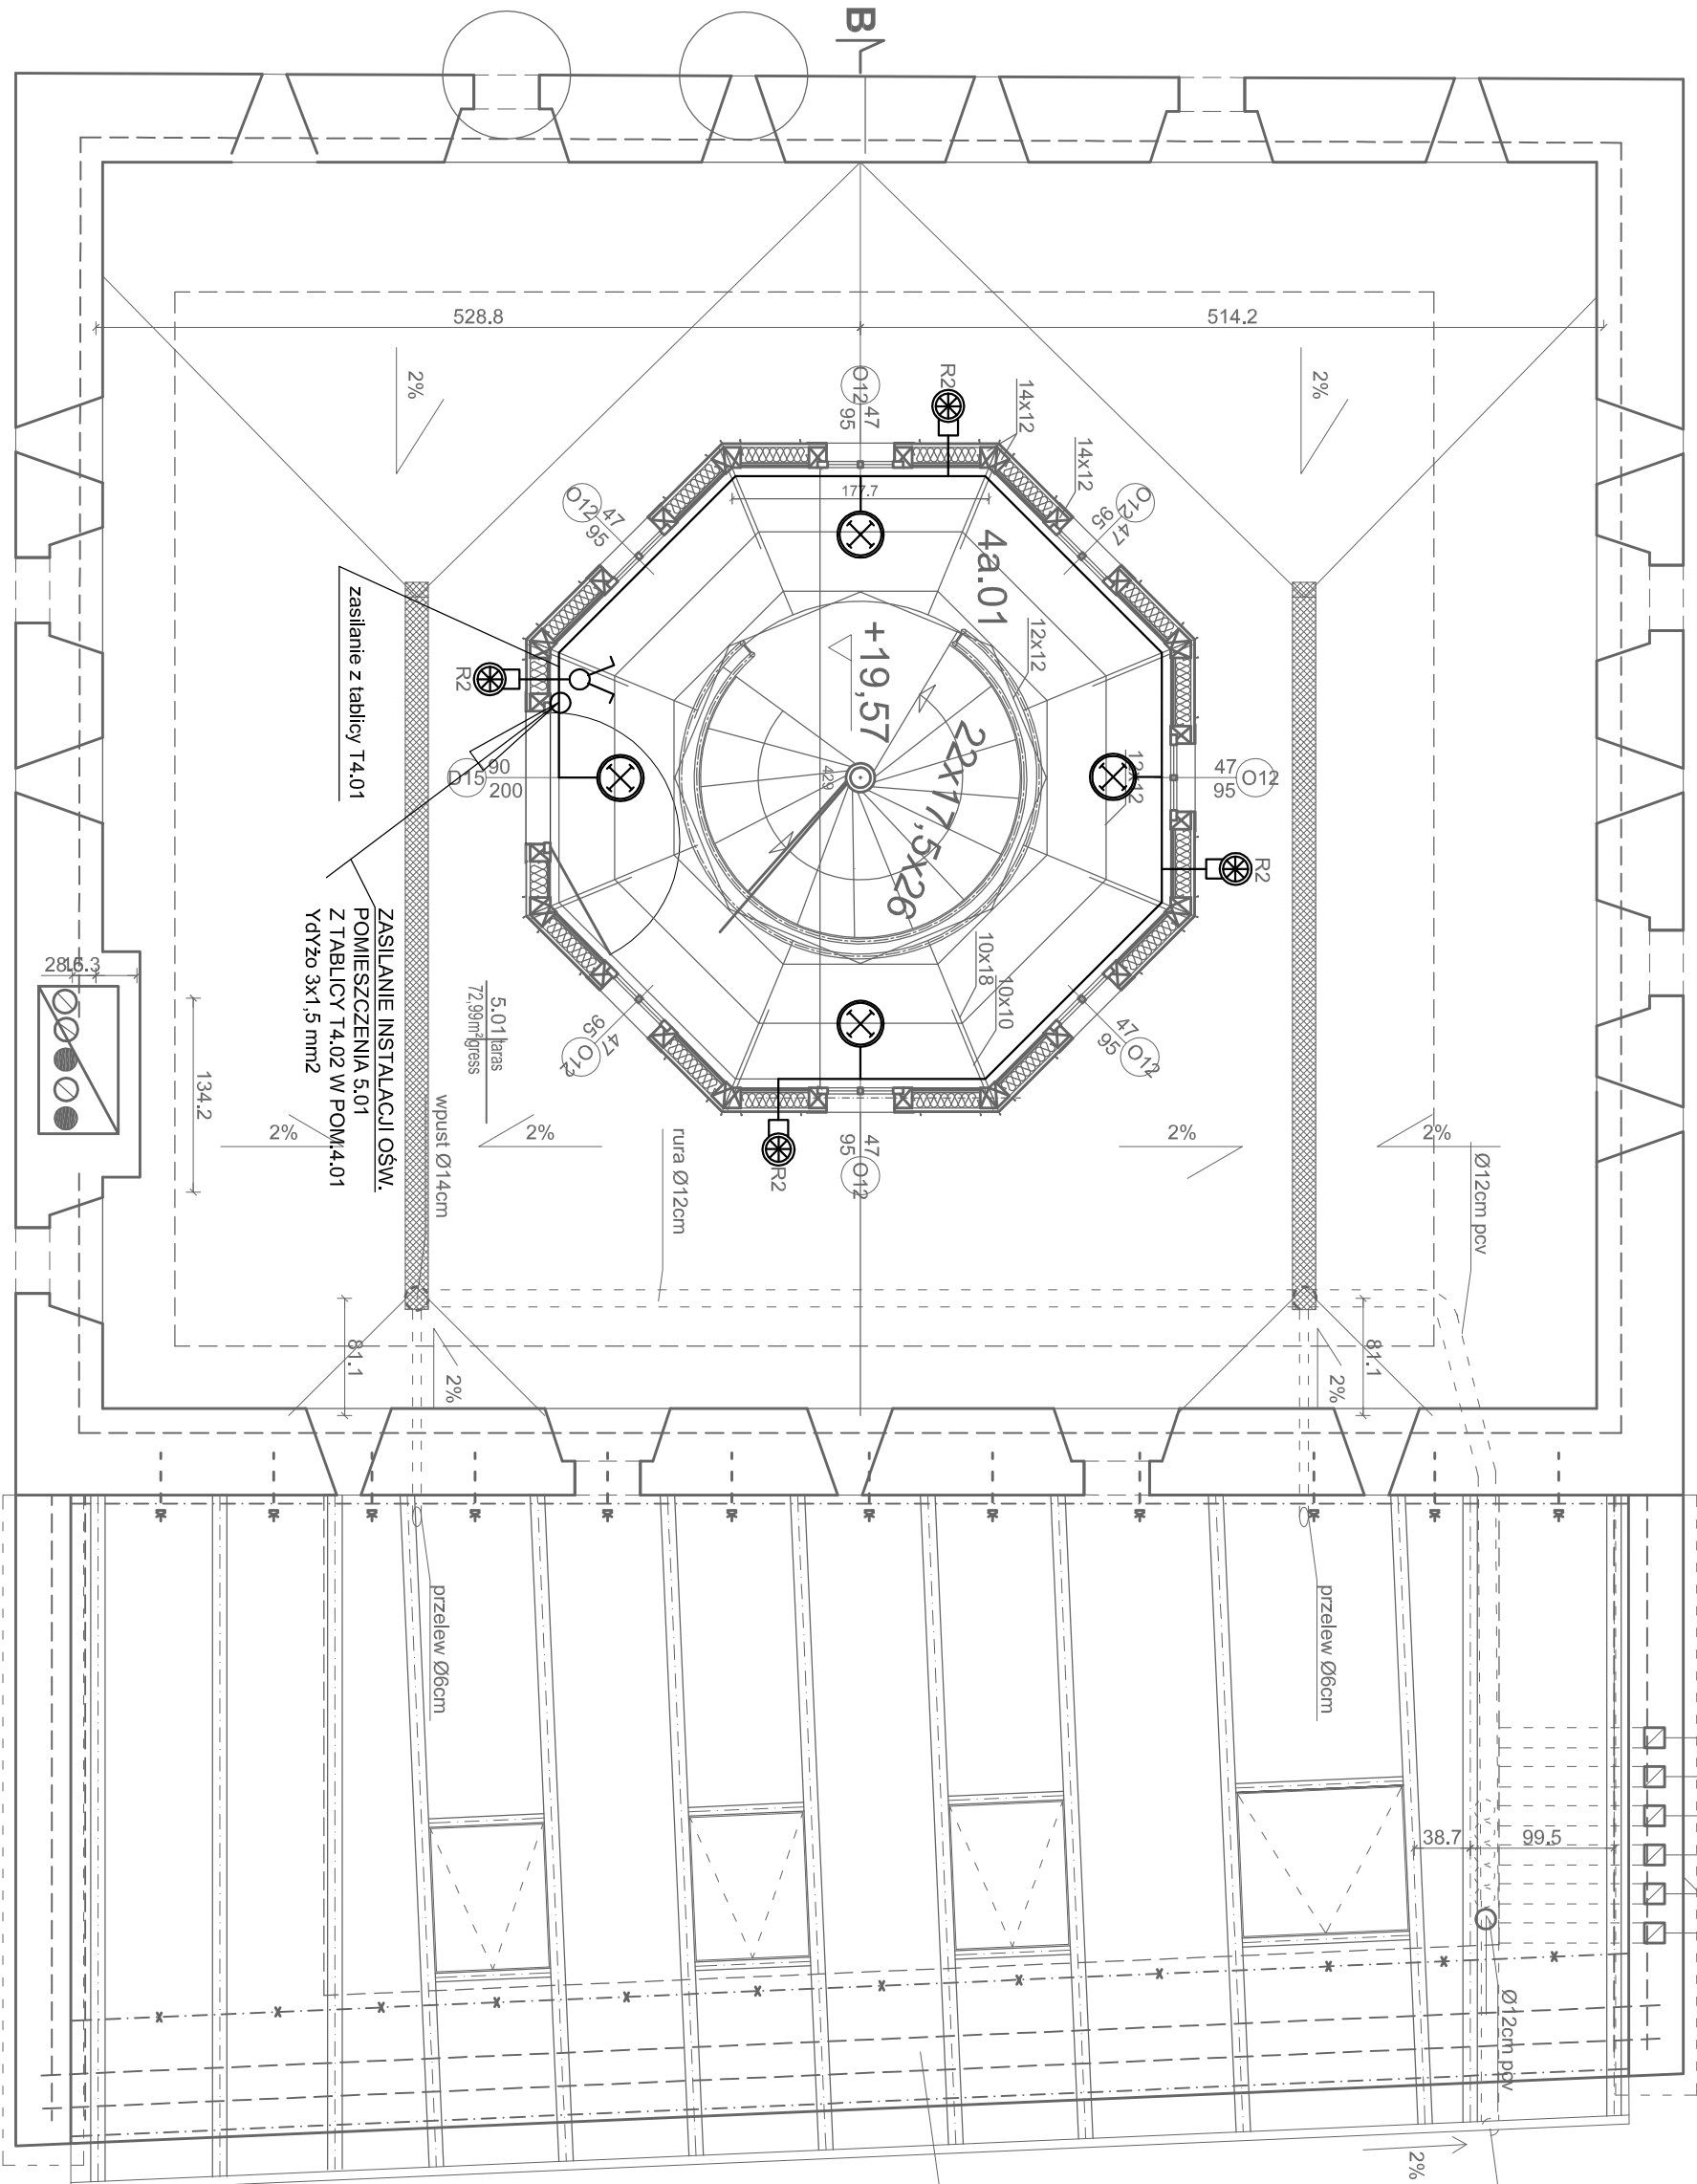 B
528.8
514.2
2%
2%
O12
47
95
R2
14x12
14x12
O12
47
95
O12
47
95
177.7
4a.01
12x12
+19,57
22x17,5x26
429
12x12
47
95
O12
R2
zasilanie z tablicy T4.01
R2
D15
90
200
ZASILANIE INSTALACJI OŚW.
POMIESZCZENIA 5.01
Z TABLICY T4.02 W POM.4.01
YdYżo 3x1,5 mm2
5.01
taras
72,99m²
gress
10x18
10x10
O12
47
95
47
95
O12
47
95
O12
R2
134.2
2%
2%
2%
2%
wpust Ø14cm
rura Ø12cm
Ø12cm pcv
81.1
2%
81.1
2%
przelew Ø6cm
przelew Ø6cm
38.7
99.5
Ø12cm pcv
2%